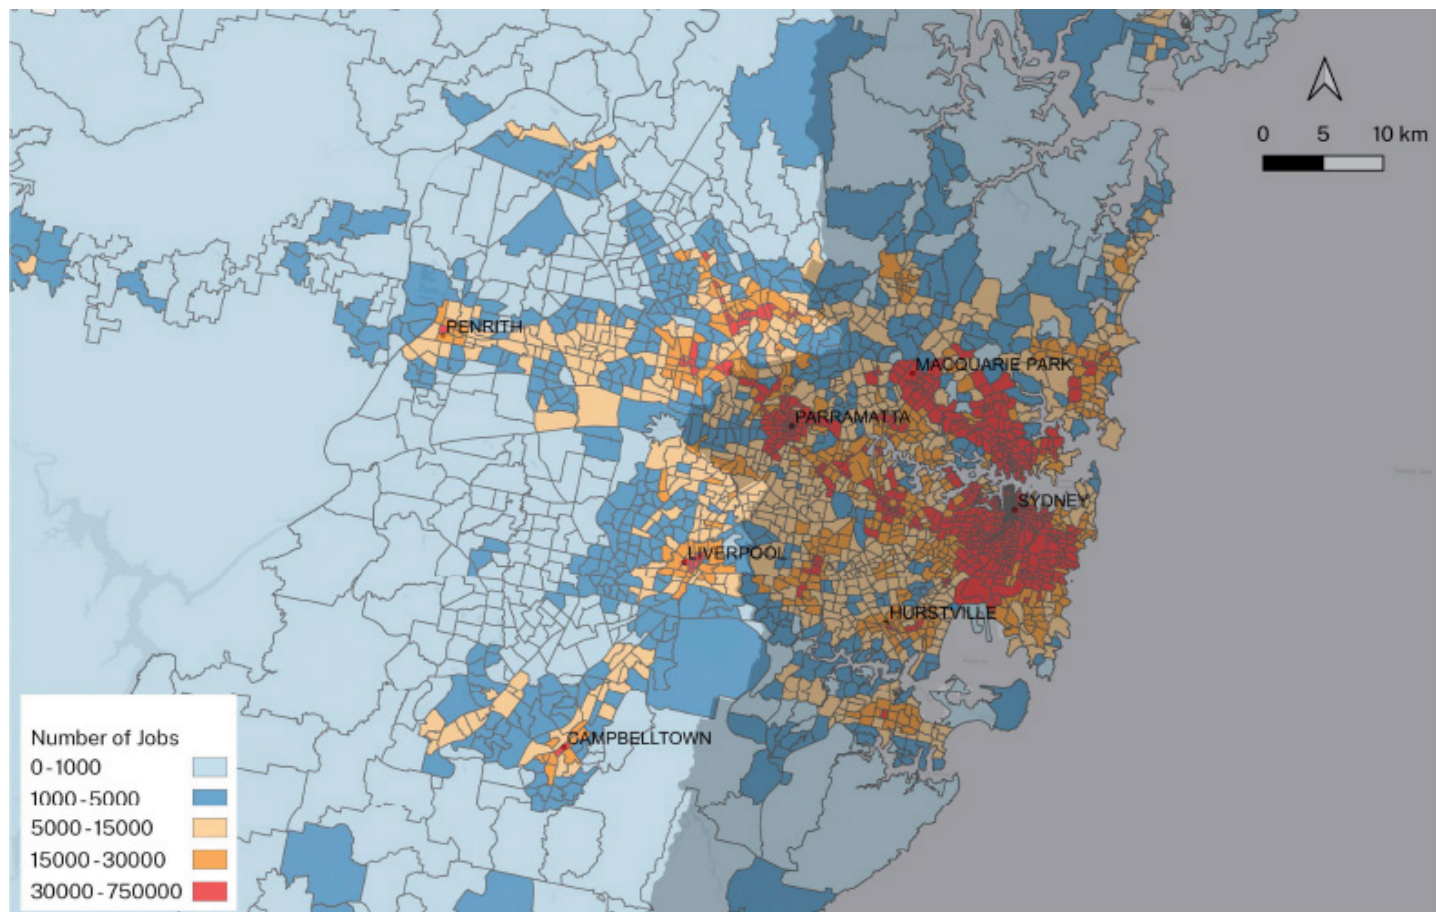 0 5 10 km
PENRITH
MACQUARIE PARK
PARRAMATTA
SYDNEY
LIVERPOOL
HURSTVILLE
CAMPBELLTOWN
Number of Jobs
0-1000
1000-5000
5000-15000
15000-30000
30000-750000